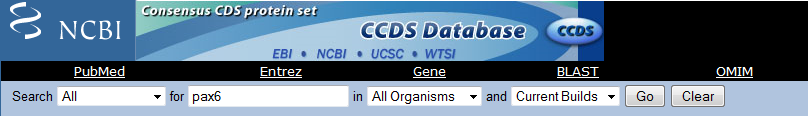 Consensus CDS protein set
NCBI
CCDS Database
CCDS
EBI • NCBI • UCSC • WTSI
PubMed Entrez Gene BLAST OMIM
Search All for pax6 in All Organisms and Current Builds Go Clear